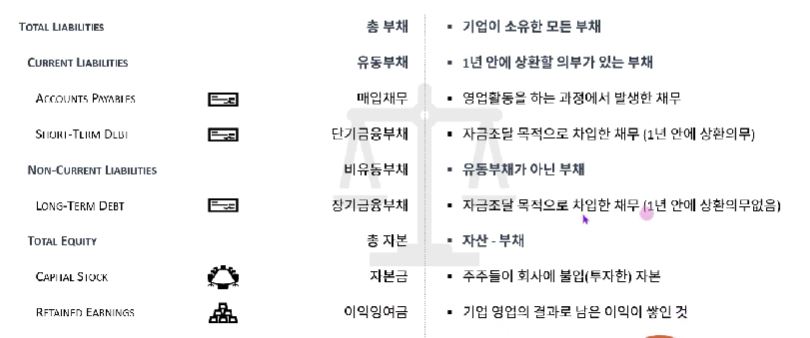 TOTAL LIABILITIES 총 부채 ▪ 기업이 소유한 모든 부채
CURRENT LIABILITIES 유동부채 ▪ 1년 안에 상환할 의부가 있는 부채
ACCOUNTS PAYABLES 매입채무 ▪ 영업활동을 하는 과정에서 발생한 채무
SHORT-TERM DEBT 단기금융부채 ▪ 자금조달 목적으로 차입한 채무 (1년 안에 상환의무)
NON-CURRENT LIABILITIES 비유동부채 ▪ 유동부채가 아닌 부채
LONG-TERM DEBT 장기금융부채 ▪ 자금조달 목적으로 차입한 채무 (1년 안에 상환의무없음)
TOTAL EQUITY 총 자본 ▪ 자산 - 부채
CAPITAL STOCK 자본금 ▪ 주주들이 회사에 불입(투자한) 자본
RETAINED EARNINGS 이익잉여금 ▪ 기업 영업의 결과로 남은 이익이 쌓인 것